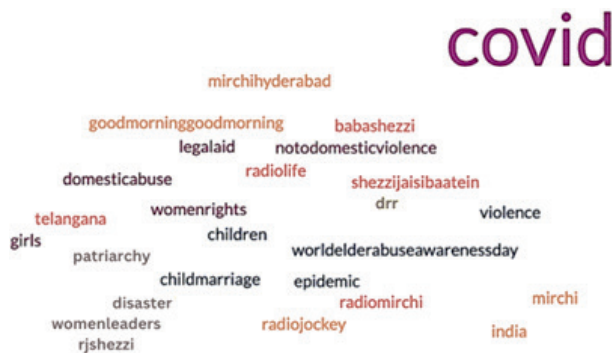 covid
mirchihyderabad
goodmorninggoodmorning babashezzi
legalaid notodomesticviolence
radiolife
domesticabuse shezzijaisibaatein
drr
womenrights violence
telangana
children
girls
worldelderabuseawarenessday
patriarchy
childmarriage epidemic
disaster radiomirchi mirchi
womenleaders radiojockey
india
rjshezzi